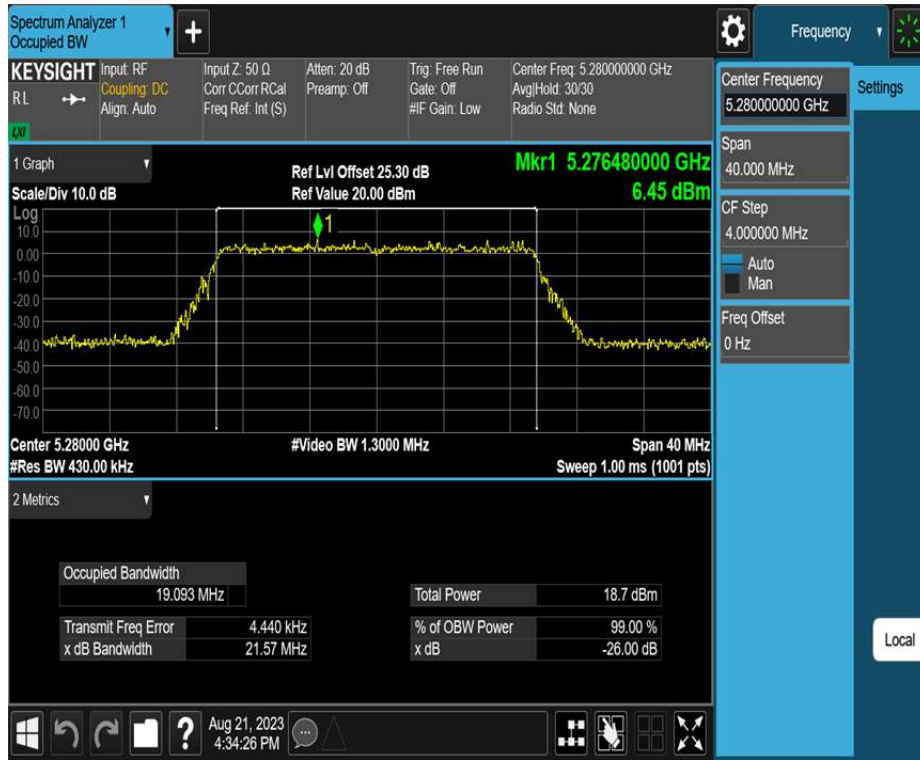 Spectrum Analyzer 1
Occupied BW
+
Frequency
KEYSIGHT
RL
LXI
Input: RF
Coupling: DC
Align: Auto
Input Z: 50 Ω
Corr CCorr RCal
Freq Ref: Int (S)
Atten: 20 dB
Preamp: Off
Trig: Free Run
Gate: Off
#IF Gain: Low
Center Freq: 5.280000000 GHz
Avg|Hold: 30/30
Radio Std: None
Center Frequency
5.280000000 GHz
Settings
Span
40.000 MHz
CF Step
4.000000 MHz
Auto
Man
Freq Offset
0 Hz
Local
1 Graph
Scale/Div 10.0 dB
Ref Lvl Offset 25.30 dB
Ref Value 20.00 dBm
Mkr1 5.276480000 GHz
6.45 dBm
Log
1
10.0
0.00
-10.0
-20.0
-30.0
-40.0
-50.0
-60.0
-70.0
Center 5.28000 GHz
#Video BW 1.3000 MHz
Span 40 MHz
#Res BW 430.00 kHz
Sweep 1.00 ms (1001 pts)
2 Metrics
Occupied Bandwidth
19.093 MHz
Total Power 18.7 dBm
Transmit Freq Error 4.440 kHz
% of OBW Power 99.00 %
x dB Bandwidth 21.57 MHz
x dB -26.00 dB
?
Aug 21, 2023
4:34:26 PM